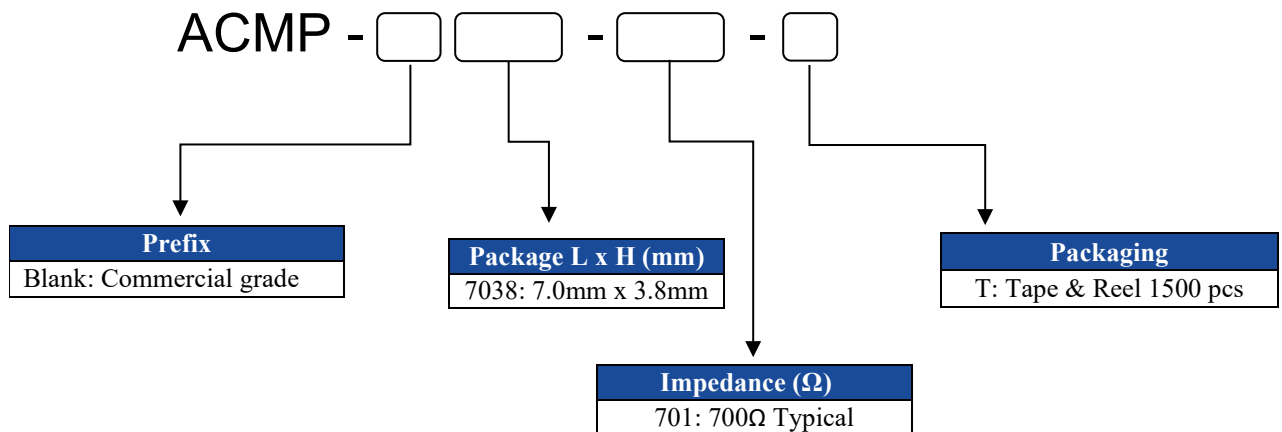 ACMP - - -
Prefix
Blank: Commercial grade
Package L x H (mm)
7038: 7.0mm x 3.8mm
Packaging
T: Tape & Reel 1500 pcs
Impedance (Ω)
701: 700Ω Typical